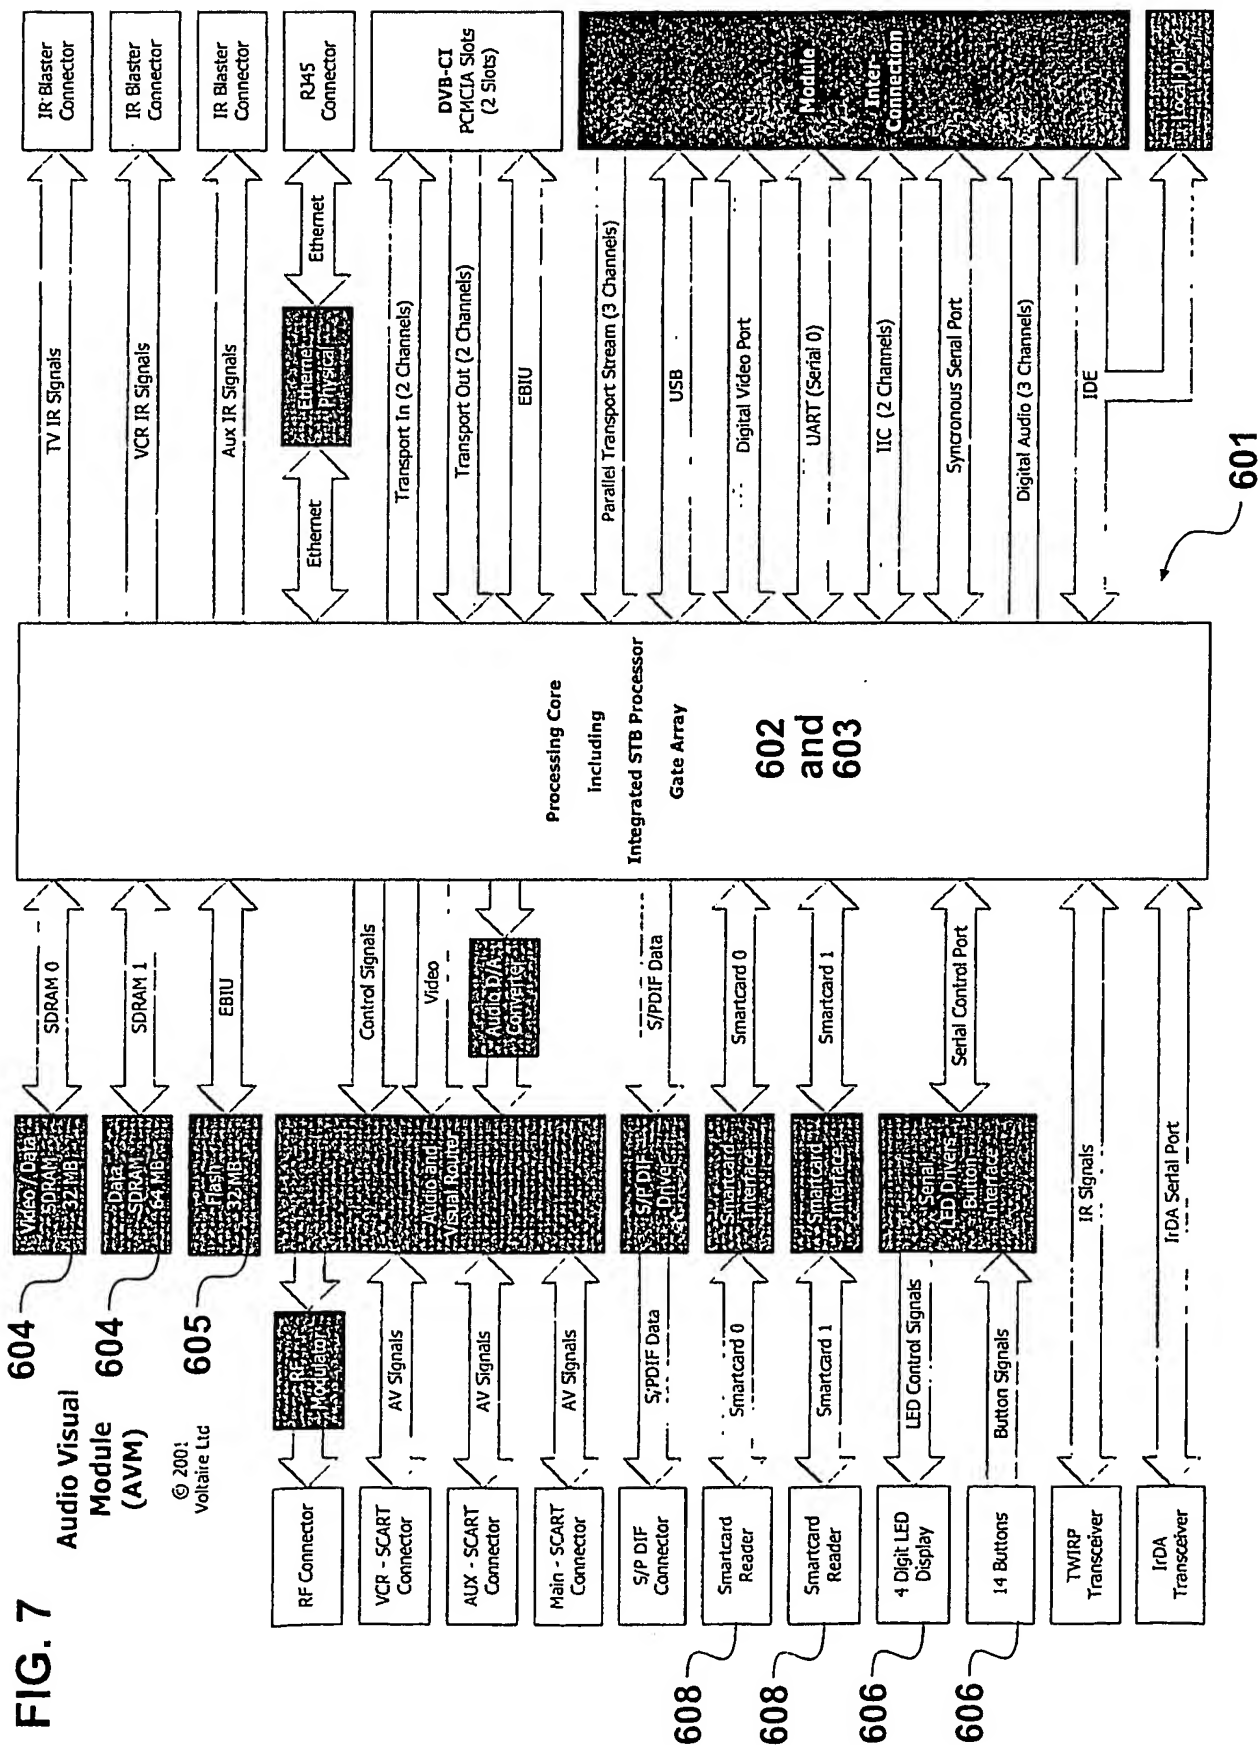 FIG. 7
Audio Visual
Module
(AVM)
© 2001
Voltaire Ltd
604
604
605
Video / Data
SDRAM
32 MB
Data
SDRAM
64 MB
Flash
32 MB
SDRAM 0
SDRAM 1
EBIU
RF Connector
VCR - SCART
Connector
AUX - SCART
Connector
Main - SCART
Connector
S/P DIF
Connector
Smartcard
Reader
Smartcard
Reader
4 Digit LED
Display
14 Buttons
TWIRP
Transceiver
IrDA
Transceiver
608
608
606
606
RF
Modulator
AV Signals
AV Signals
AV Signals
S/PDIF Data
Smartcard 0
Smartcard 1
LED Control Signals
Button Signals
IR Signals
IrDA Serial Port
Audio and
Visual Router
S/P DIF
Driver
Smartcard
Interface
Smartcard
Interface
Serial
LED Drivers
Button
Interface
Control Signals
Video
Audio D/A
Converter
S/PDIF Data
Smartcard 0
Smartcard 1
Serial Control Port
Processing Core
Including
Integrated STB Processor
Gate Array
602
and
603
TV IR Signals
VCR IR Signals
Aux IR Signals
Ethernet
Ethernet
Physical
Ethernet
Transport In (2 Channels)
Transport Out (2 Channels)
EBIU
Parallel Transport Stream (3 Channels)
USB
Digital Video Port
UART (Serial 0)
IIC (2 Channels)
Syncronous Serial Port
Digital Audio (3 Channels)
IDE
IR Blaster
Connector
IR Blaster
Connector
IR Blaster
Connector
RJ45
Connector
DVB-CI
PCMCIA Slots
(2 Slots)
Module
Inter-
Connection
Local Disk
601